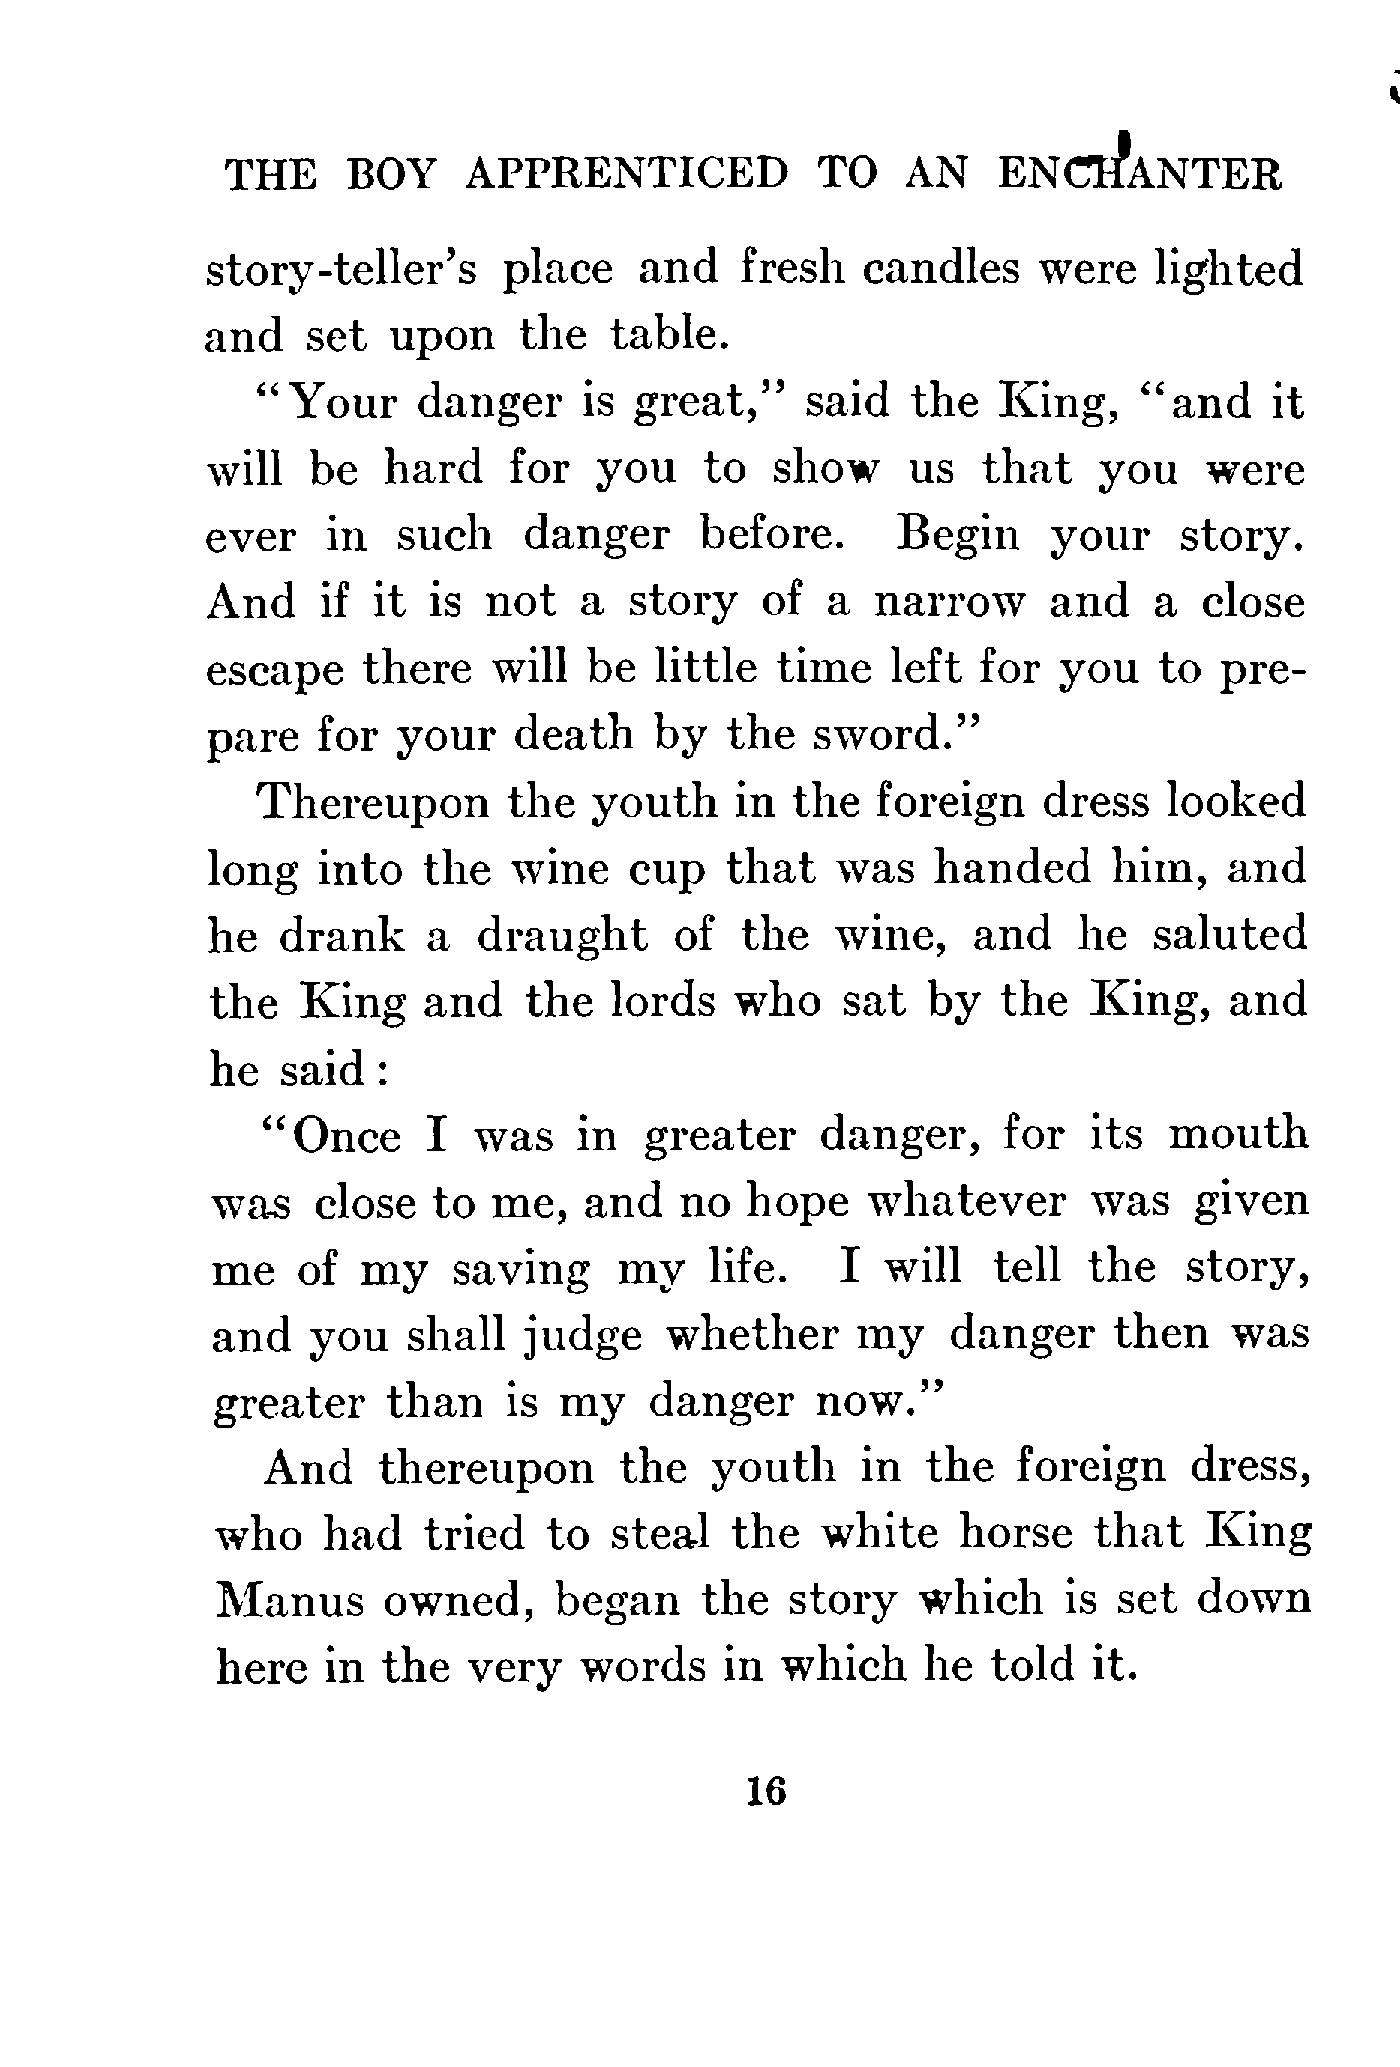 THE BOY APPRENTICED TO AN ENCHANTER
story-teller's place and fresh candles were lighted
and set upon the table.
"Your danger is great," said the King, "and it
will be hard for you to show us that you were
ever in such danger before. Begin your story.
And if it is not a story of a narrow and a close
escape there will be little time left for you to pre-
pare for your death by the sword."
Thereupon the youth in the foreign dress looked
long into the wine cup that was handed him, and
he drank a draught of the wine, and he saluted
the King and the lords who sat by the King, and
he said:
"Once I was in greater danger, for its mouth
was close to me, and no hope whatever was given
me of my saving my life. I will tell the story,
and you shall judge whether my danger then was
greater than is my danger now."
And thereupon the youth in the foreign dress,
who had tried to steal the white horse that King
Manus owned, began the story which is set down
here in the very words in which he told it.
16